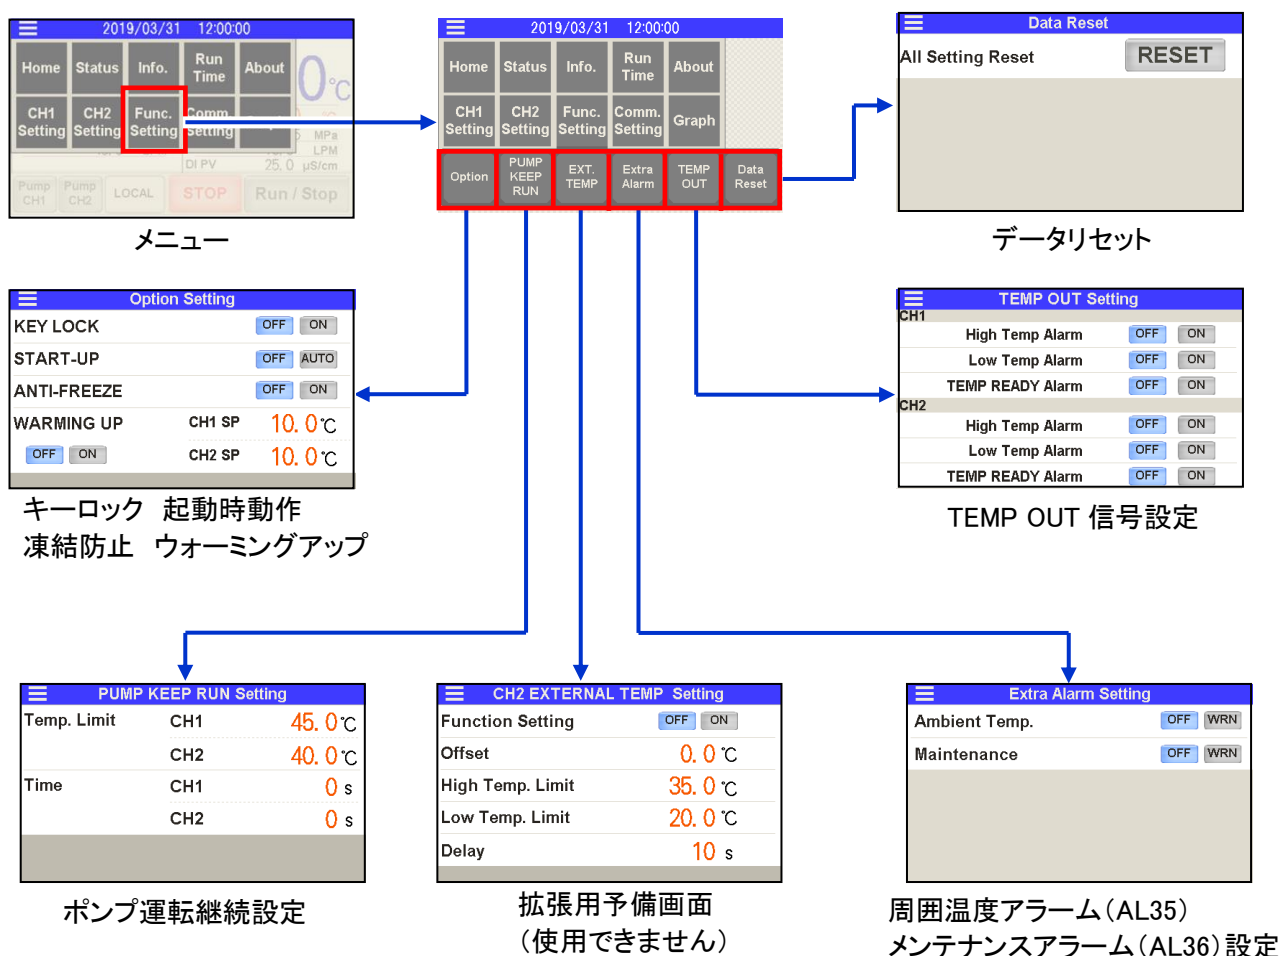 2019/03/31 12:00:00
Home Status Info. Run Time About
CH1 Setting CH2 Setting Func. Setting Comm. Setting
0℃
MPa
LPM
DI PV 25.0 µS/cm
Pump CH1 Pump CH2 LOCAL STOP Run / Stop
メニュー
2019/03/31 12:00:00
Home Status Info. Run Time About
CH1 Setting CH2 Setting Func. Setting Comm. Setting Graph
Option PUMP KEEP RUN EXT. TEMP Extra Alarm TEMP OUT Data Reset
Data Reset
All Setting Reset RESET
データリセット
Option Setting
KEY LOCK OFF ON
START-UP OFF AUTO
ANTI-FREEZE OFF ON
WARMING UP CH1 SP 10.0℃
OFF ON CH2 SP 10.0℃
キーロック 起動時動作
凍結防止 ウォーミングアップ
TEMP OUT Setting
CH1
High Temp Alarm OFF ON
Low Temp Alarm OFF ON
TEMP READY Alarm OFF ON
CH2
High Temp Alarm OFF ON
Low Temp Alarm OFF ON
TEMP READY Alarm OFF ON
TEMP OUT 信号設定
PUMP KEEP RUN Setting
Temp. Limit CH1 45.0℃
CH2 40.0℃
Time CH1 0 s
CH2 0 s
ポンプ運転継続設定
CH2 EXTERNAL TEMP Setting
Function Setting OFF ON
Offset 0.0 ℃
High Temp. Limit 35.0 ℃
Low Temp. Limit 20.0 ℃
Delay 10 s
拡張用予備画面
（使用できません）
Extra Alarm Setting
Ambient Temp. OFF WRN
Maintenance OFF WRN
周囲温度アラーム（AL35）
メンテナンスアラーム（AL36）設定